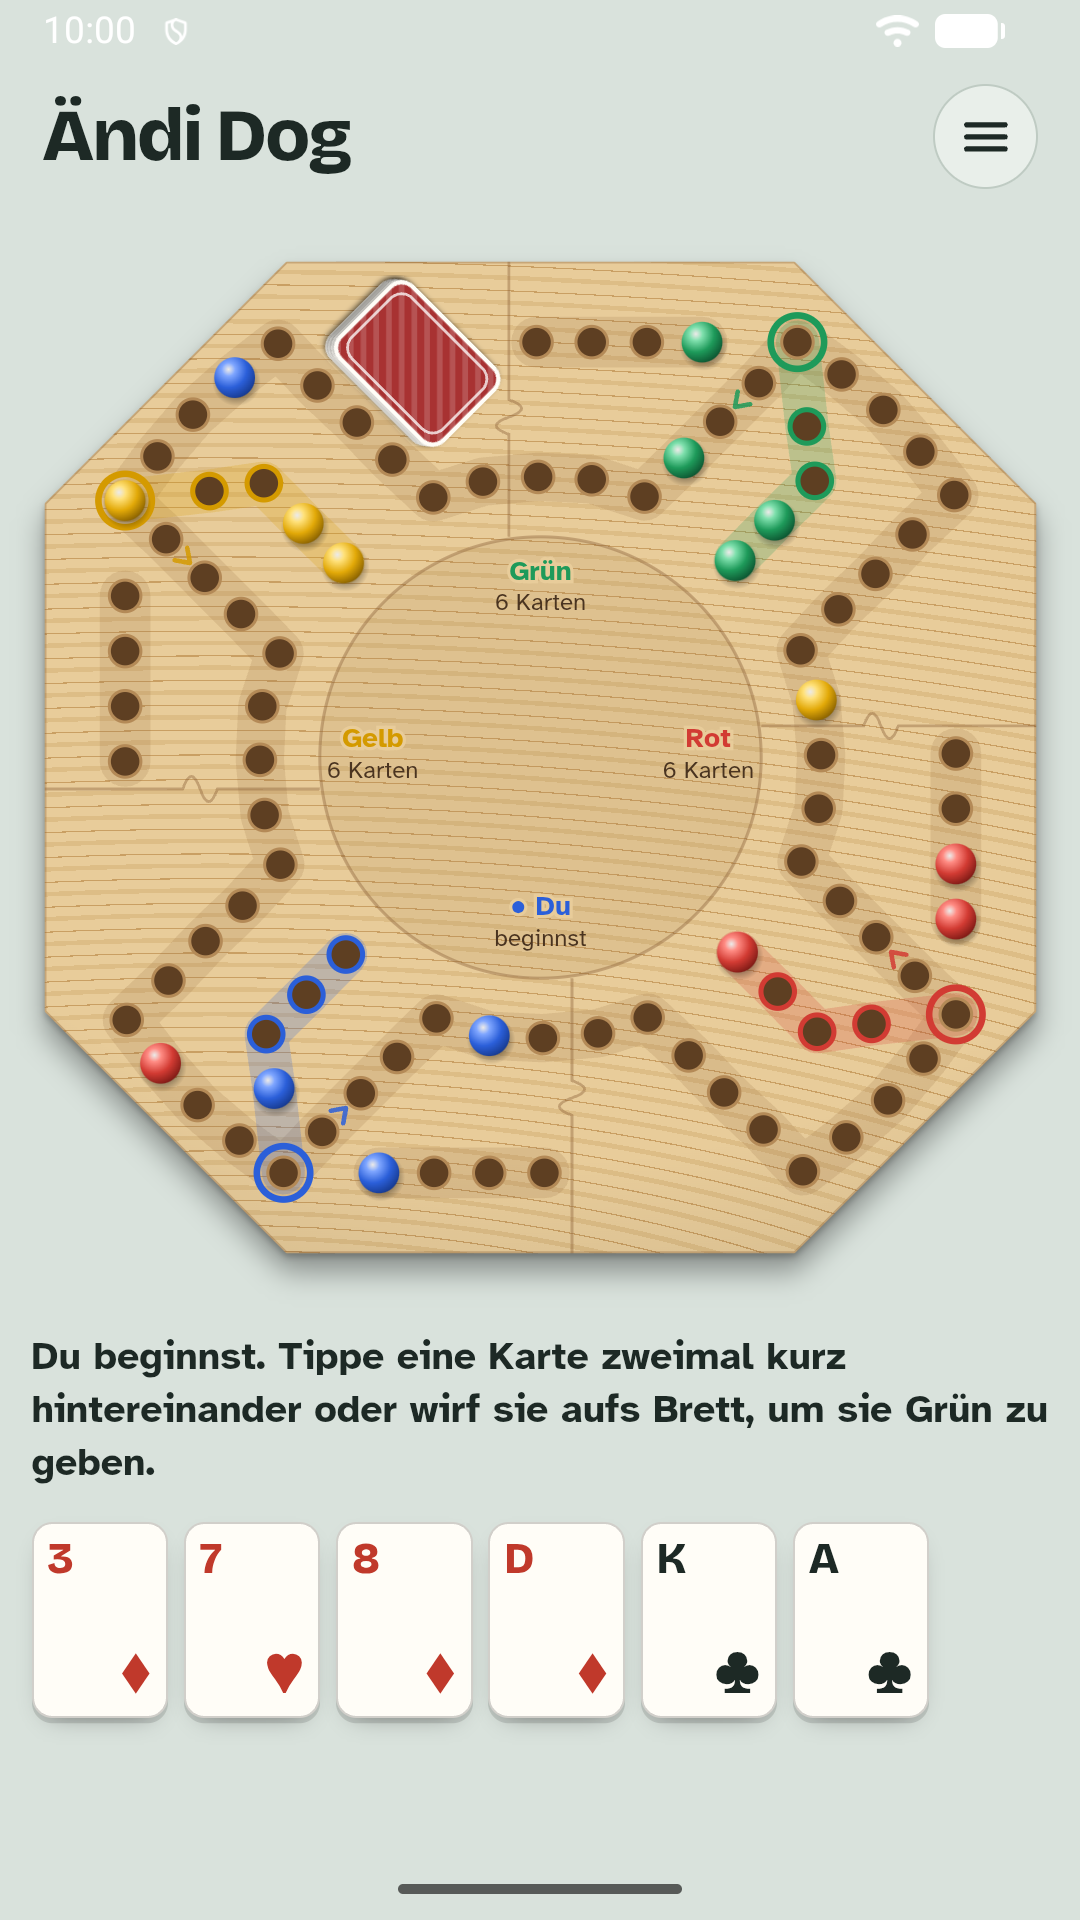 10:00
Ändi Dog
Grün
6 Karten
Gelb
6 Karten
Rot
6 Karten
Du
beginnst
Du beginnst. Tippe eine Karte zweimal kurz
hintereinander oder wirf sie aufs Brett, um sie Grün zu
geben.
3 7 8 D K A